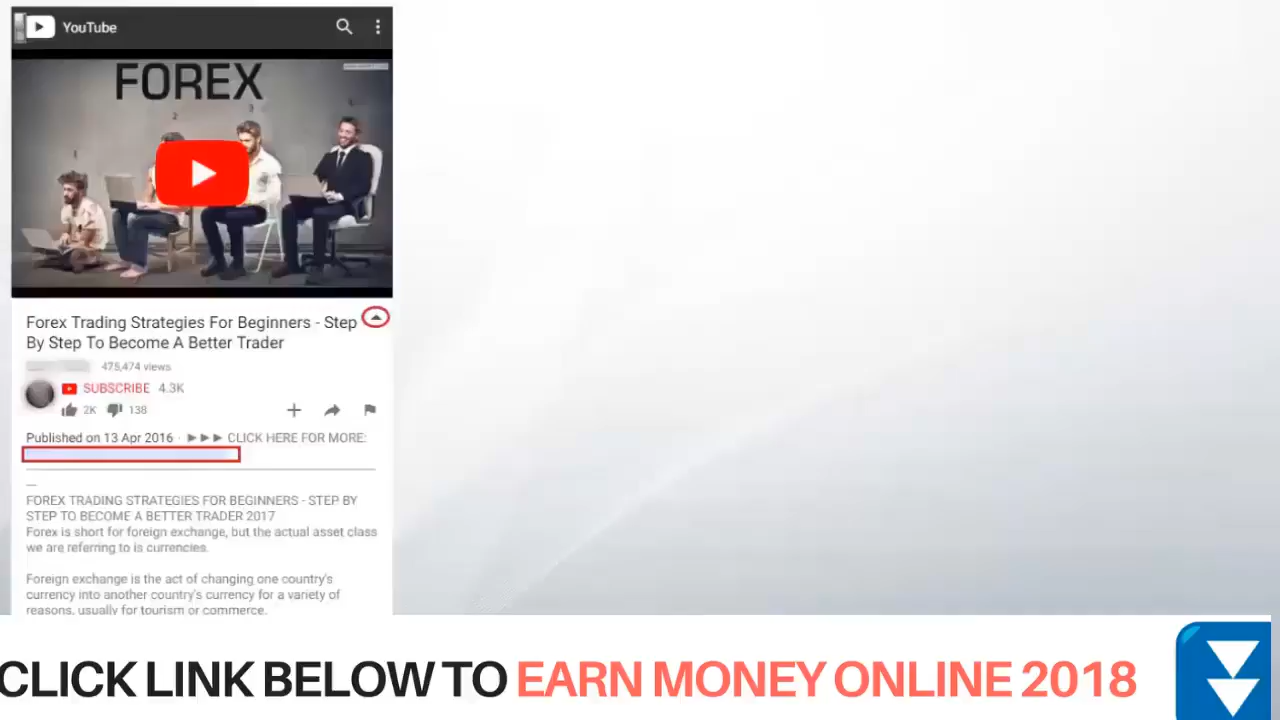 YouTube
FOREX
Forex Trading Strategies For Beginners - Step
By Step To Become A Better Trader
475,474 views
SUBSCRIBE 4.3K
2K 138
Published on 13 Apr 2016 · ►►► CLICK HERE FOR MORE:
—
FOREX TRADING STRATEGIES FOR BEGINNERS - STEP BY
STEP TO BECOME A BETTER TRADER 2017
Forex is short for foreign exchange, but the actual asset class
we are referring to is currencies.
Foreign exchange is the act of changing one country's
currency into another country's currency for a variety of
reasons, usually for tourism or commerce.
CLICK LINK BELOW TO EARN MONEY ONLINE 2018